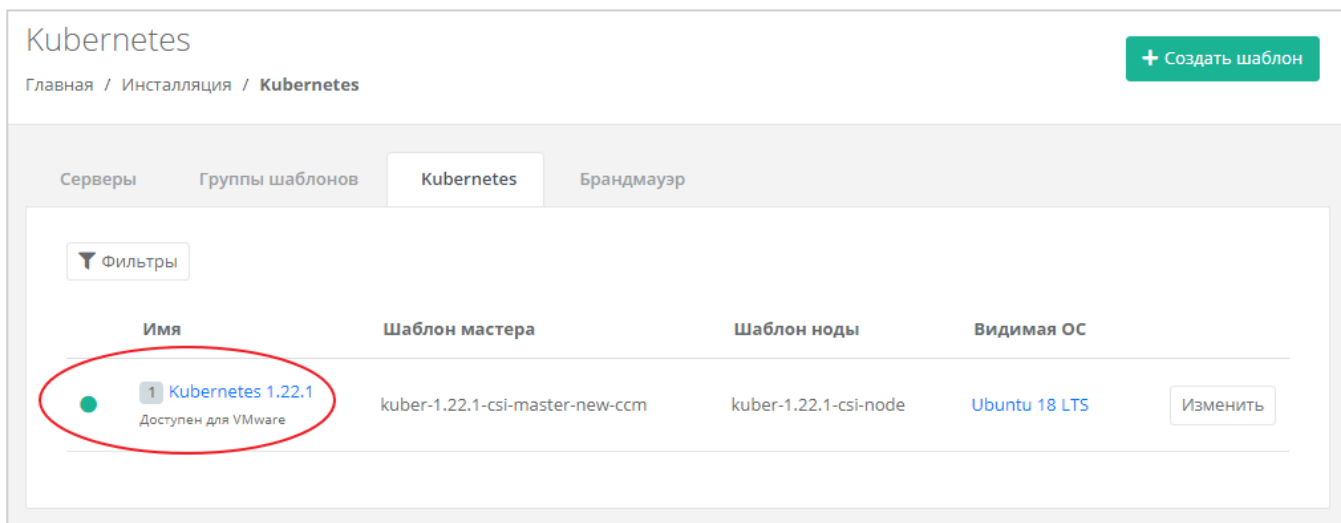 Kubernetes
+ Создать шаблон
Главная / Инсталляция / Kubernetes
Серверы Группы шаблонов Kubernetes Брандмауэр
Фильтры
Имя Шаблон мастера Шаблон ноды Видимая ОС
1 Kubernetes 1.22.1 kuber-1.22.1-csi-master-new-ccm kuber-1.22.1-csi-node Ubuntu 18 LTS Изменить
Доступен для VMware